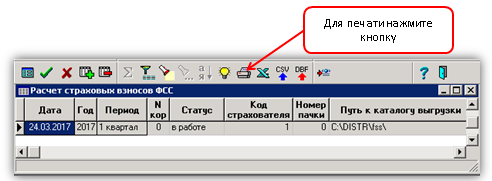 Для печати нажмите
кнопку
Σ
а
я
CSV
DBF
?
Расчет страховых взносов ФСС
Дата Год Период N кор Статус Код страхователя Номер пачки Путь к каталогу выгрузки
24.03.2017 2017 1 квартал 0 в работе 1 0 C:\DISTR\fss\